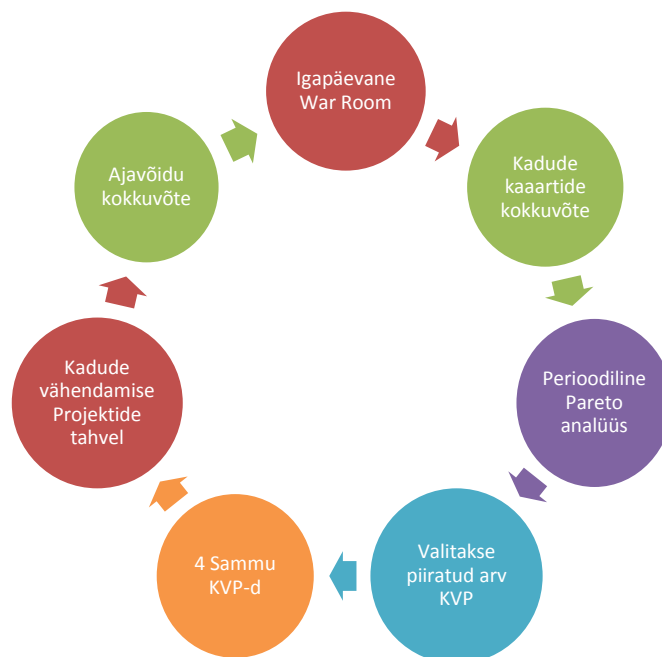 Igapäevane
War Room
Kadude
kaaartide
kokkuvõte
Perioodiline
Pareto
analüüs
Valitakse
piiratud arv
KVP
4 Sammu
KVP-d
Kadude
vähendamise
Projektide
tahvel
Ajavõidu
kokkuvõte